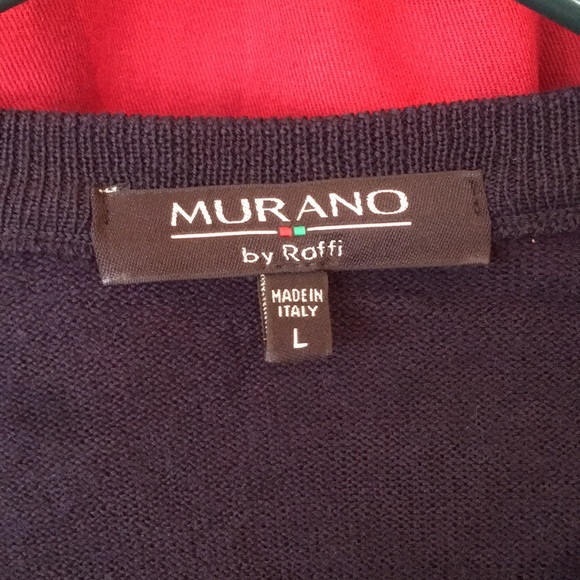 MURANO
by Raffi
MADE IN
ITALY
L